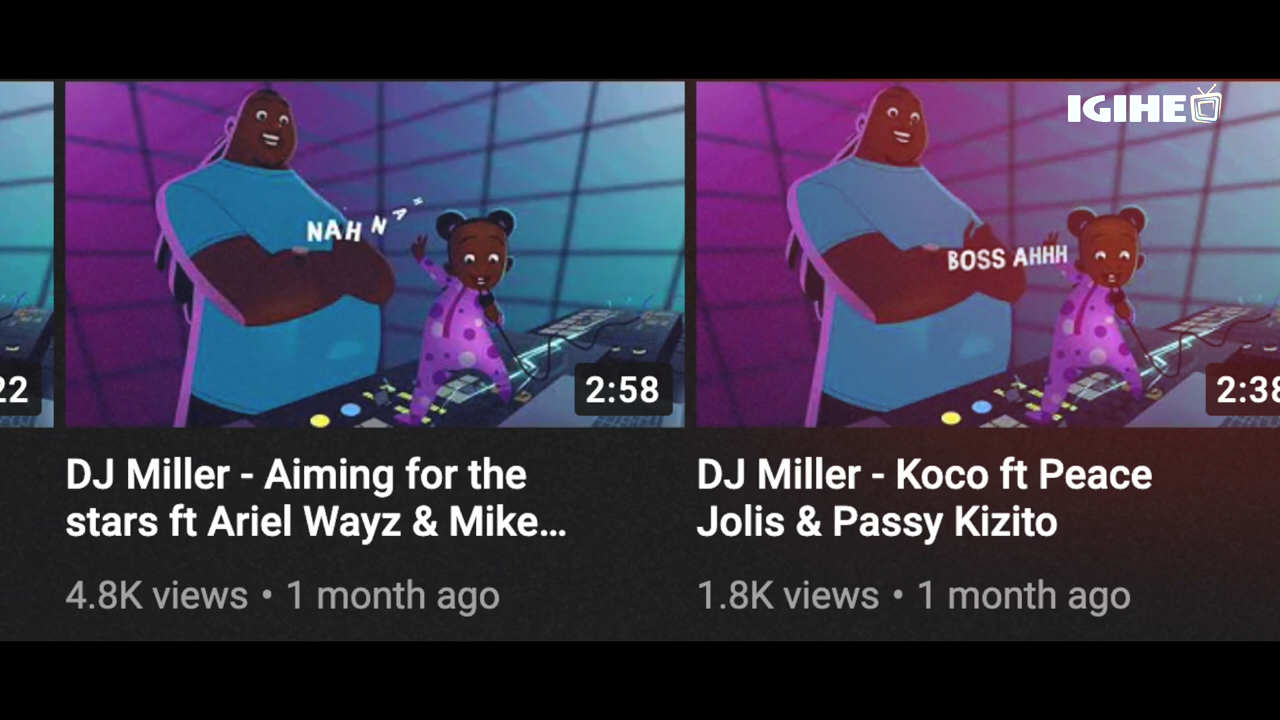 IGIHE
NAH NAH
BOSS AHHH
22
2:58
2:38
DJ Miller - Aiming for the
stars ft Ariel Wayz & Mike...
4.8K views • 1 month ago
DJ Miller - Koco ft Peace
Jolis & Passy Kizito
1.8K views • 1 month ago